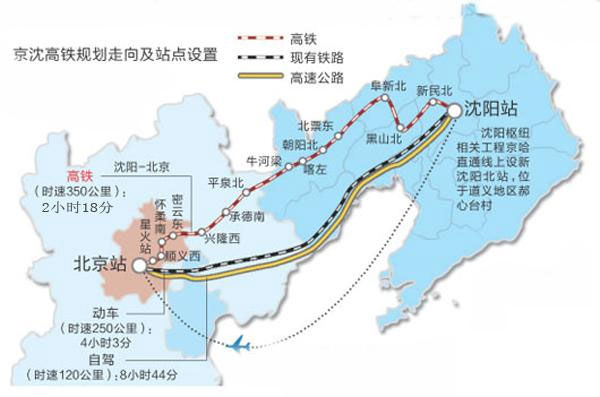 京沈高铁规划走向及站点设置
高铁
现有铁路
高速公路
阜新北
新民北
沈阳站
北票东
朝阳北
黑山北
牛河梁
喀左
沈阳枢纽
相关工程京哈
直通线上设新
沈阳北站,位
于道义地区郝
心台村
高铁
沈阳-北京
(时速350公里):
2小时18分
平泉北
承德南
密云东
怀柔南
兴隆西
星火站
顺义西
北京站
动车
(时速250公里):
4小时3分
自驾
(时速120公里):8小时44分